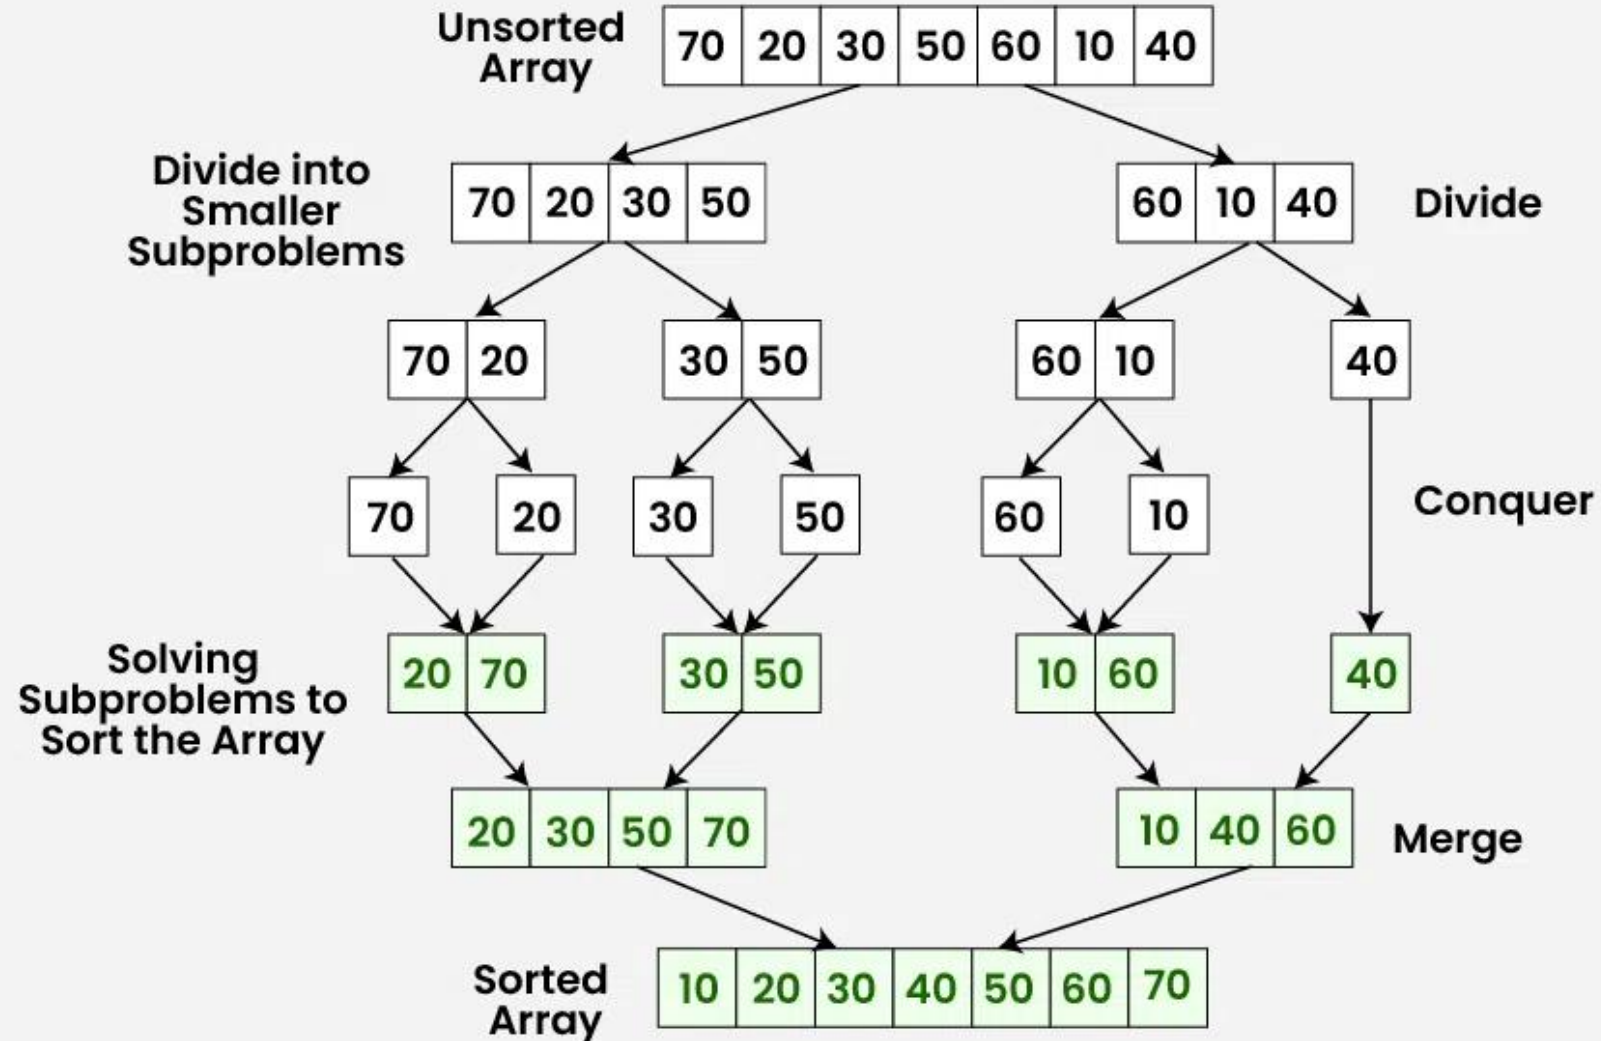 Unsorted
Array
70 20 30 50 60 10 40
Divide into
Smaller
Subproblems
70 20 30 50
60 10 40
Divide
70 20
30 50
60 10
40
70
20
30
50
60
10
Conquer
Solving
Subproblems to
Sort the Array
20 70
30 50
10 60
40
20 30 50 70
10 40 60
Merge
Sorted
Array
10 20 30 40 50 60 70